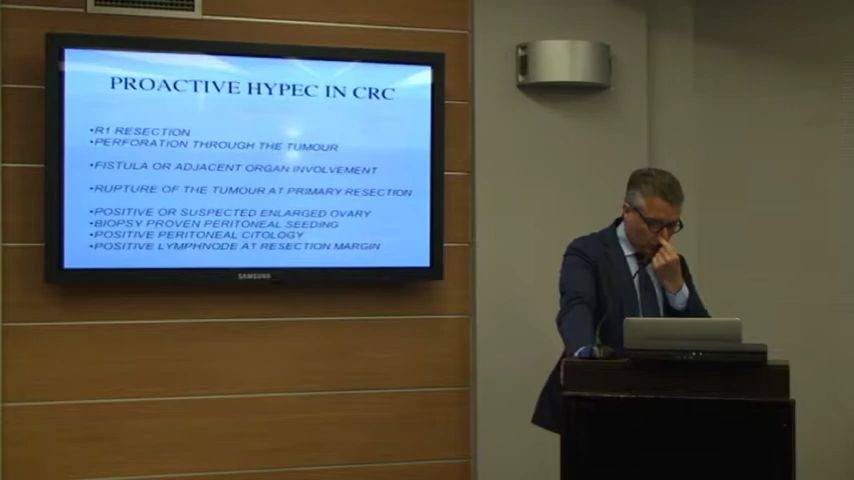 PROACTIVE HYPEC IN CRC
•R1 RESECTION
•PERFORATION THROUGH THE TUMOUR
•FISTULA OR ADJACENT ORGAN INVOLVEMENT
•RUPTURE OF THE TUMOUR AT PRIMARY RESECTION
•POSITIVE OR SUSPECTED ENLARGED OVARY
•BIOPSY PROVEN PERITONEAL SEEDING
•POSITIVE PERITONEAL CITOLOGY
•POSITIVE LYMPHNODE AT RESECTION MARGIN
SAMSUNG